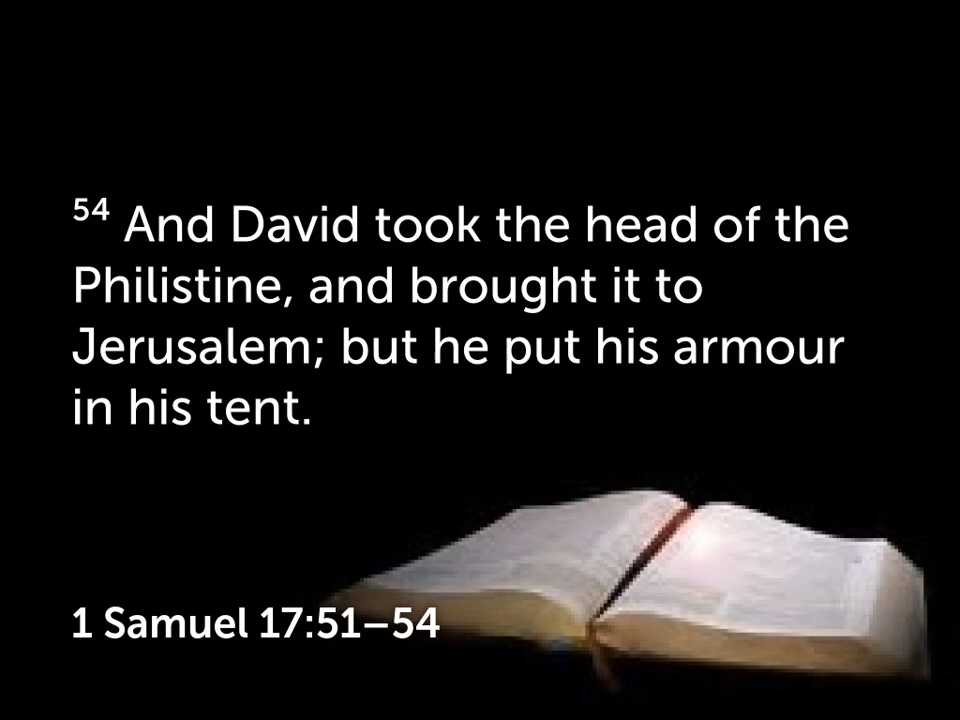 ⁵⁴ And David took the head of the
Philistine, and brought it to
Jerusalem; but he put his armour
in his tent.
1 Samuel 17:51–54